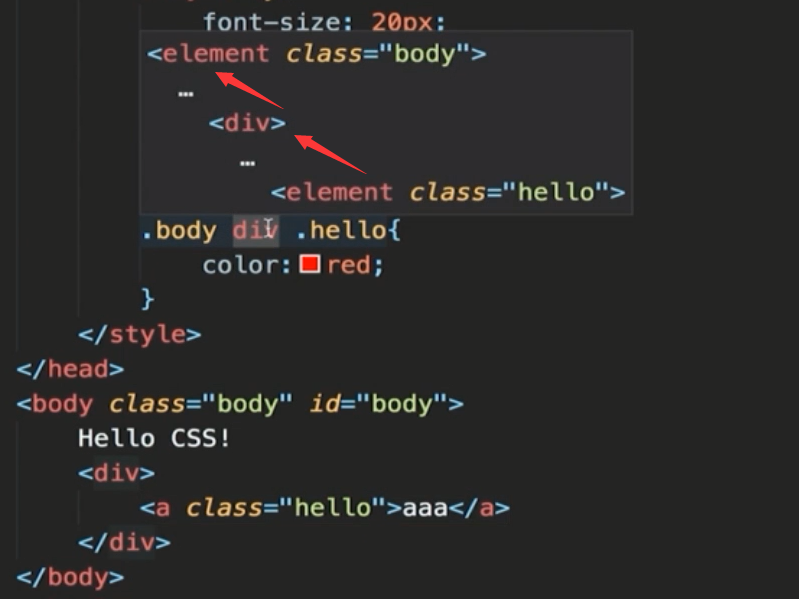 font-size: 20px;
<element class="body">
…
<div>
…
<element class="hello">
.body div .hello{
color: red;
}
</style>
</head>
<body class="body" id="body">
Hello CSS!
<div>
<a class="hello">aaa</a>
</div>
</body>